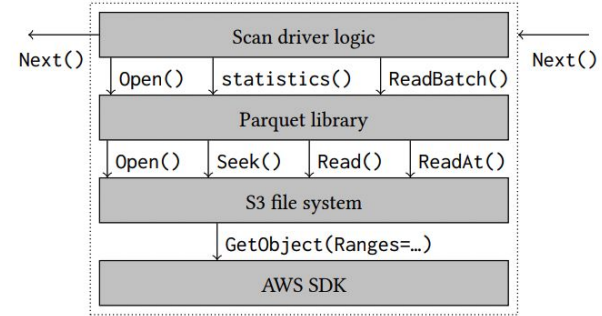 Scan driver logic
Next() Next()
Open() statistics() ReadBatch()
Parquet library
Open() Seek() Read() ReadAt()
S3 file system
GetObject(Ranges=…)
AWS SDK